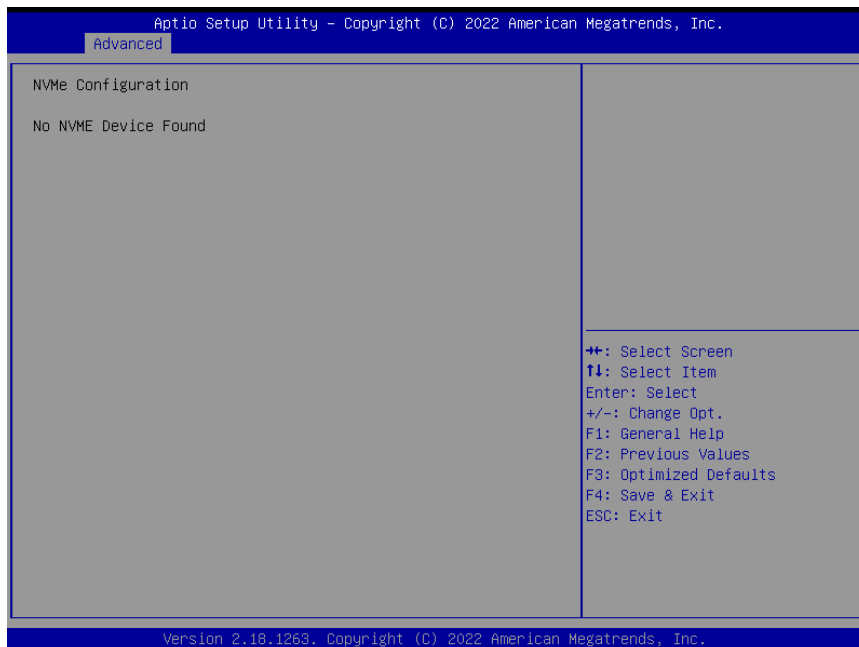 Aptio Setup Utility – Copyright (C) 2022 American Megatrends, Inc.
Advanced
NVMe Configuration
No NVME Device Found
→←: Select Screen
↑↓: Select Item
Enter: Select
+/-: Change Opt.
F1: General Help
F2: Previous Values
F3: Optimized Defaults
F4: Save & Exit
ESC: Exit
Version 2.18.1263. Copyright (C) 2022 American Megatrends, Inc.